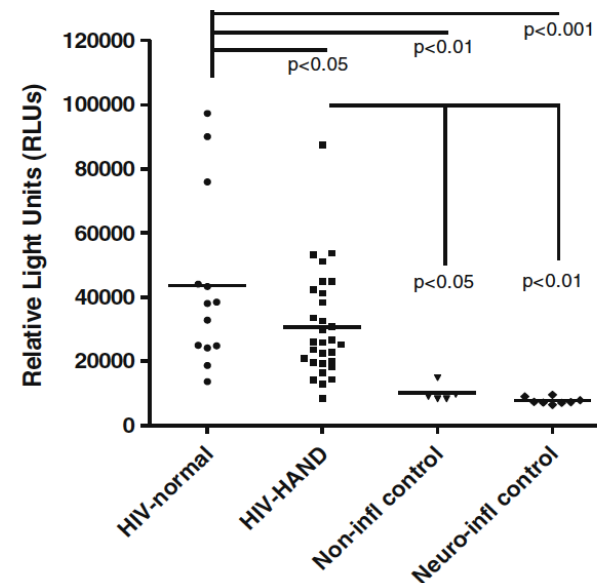 p<0.001
p<0.01
p<0.05
120000
100000
80000
60000
40000
20000
0
Relative Light Units (RLUs)
p<0.05
p<0.01
HIV-normal
HIV-HAND
Non-infl control
Neuro-infl control